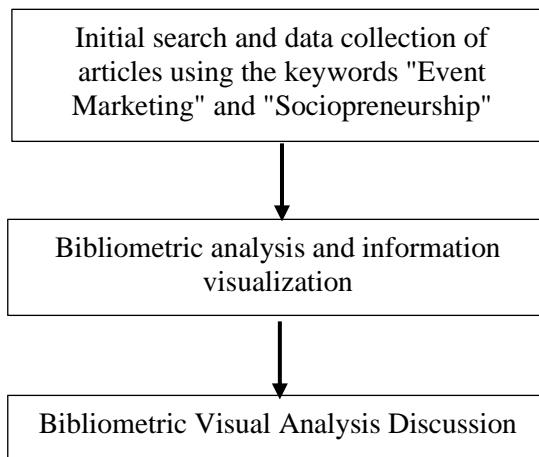 Initial search and data collection of
articles using the keywords "Event
Marketing" and "Sociopreneurship"
Bibliometric analysis and information
visualization
Bibliometric Visual Analysis Discussion